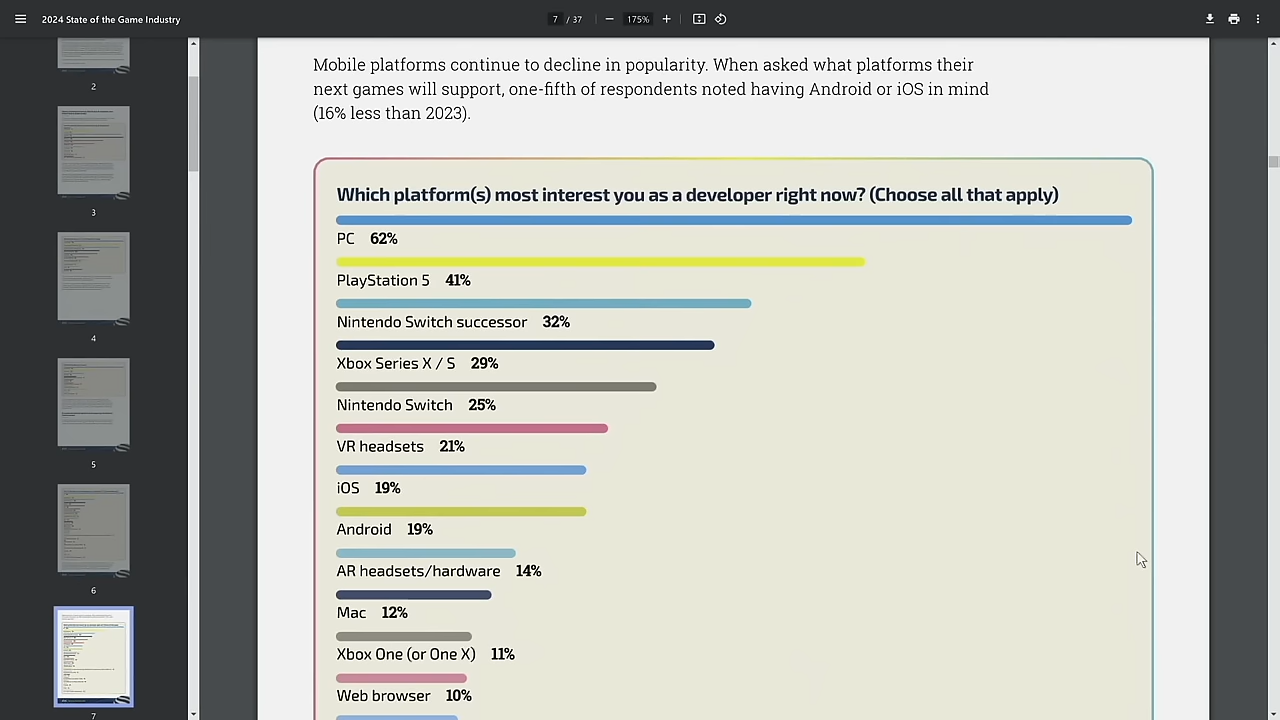 2024 State of the Game Industry
7 / 37
175%
2
3
4
5
6
7
Mobile platforms continue to decline in popularity. When asked what platforms their
next games will support, one-fifth of respondents noted having Android or iOS in mind
(16% less than 2023).
Which platform(s) most interest you as a developer right now? (Choose all that apply)
PC 62%
PlayStation 5 41%
Nintendo Switch successor 32%
Xbox Series X / S 29%
Nintendo Switch 25%
VR headsets 21%
iOS 19%
Android 19%
AR headsets/hardware 14%
Mac 12%
Xbox One (or One X) 11%
Web browser 10%